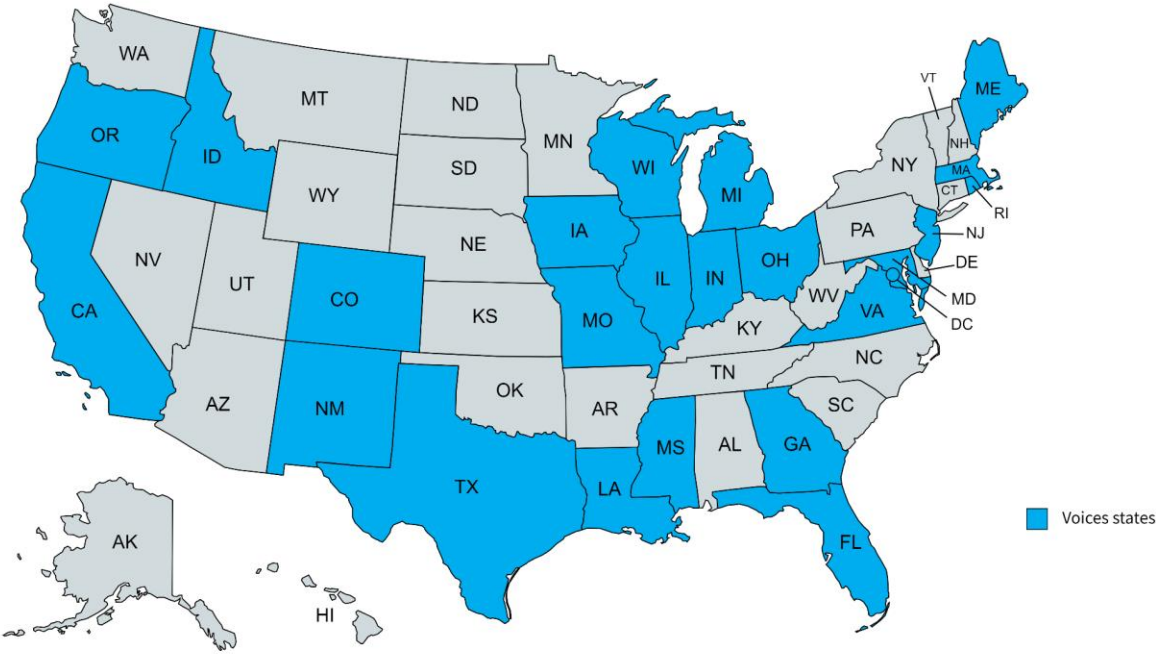 WA
MT
ND
MN
VT
ME
OR
ID
SD
WI
MI
NY
NH
MA
CT
RI
WY
IA
NE
PA
NJ
NV
UT
CO
IL
IN
OH
DE
CA
KS
MO
WV
VA
MD
DC
KY
NC
AZ
NM
OK
AR
TN
SC
TX
LA
MS
AL
GA
FL
AK
HI
Voices states